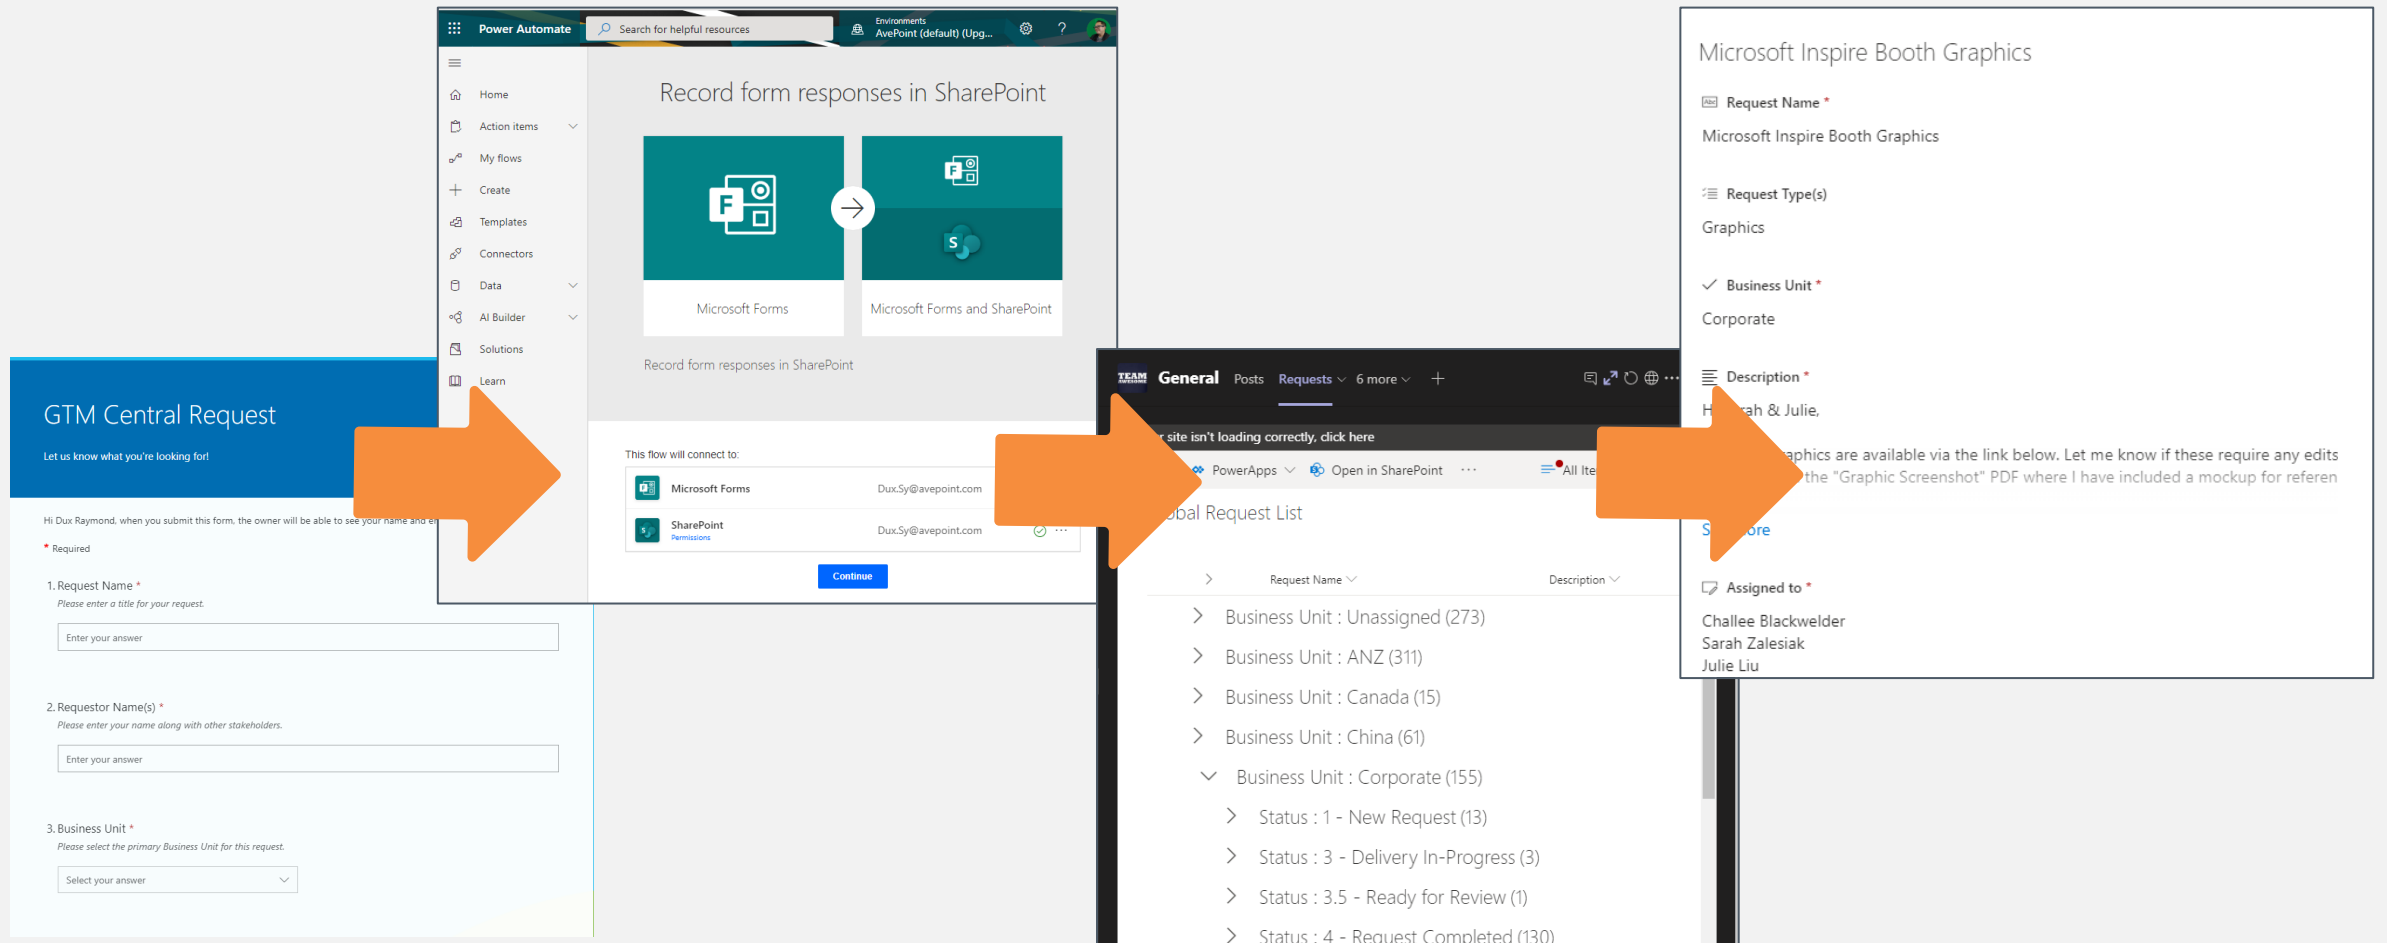 GTM Central Request
Let us know what you're looking for!
Hi Dux Raymond, when you submit this form, the owner will be able to see your name and
* Required
1. Request Name *
Please enter a title for your request.
Enter your answer
2. Requestor Name(s) *
Please enter your name along with other stakeholders.
Enter your answer
3. Business Unit *
Please select the primary Business Unit for this request.
Select your answer
Power Automate
Search for helpful resources
Environments
AvePoint (default) (Upg...
?
Home
Action items
My flows
Create
Templates
Connectors
Data
AI Builder
Solutions
Learn
Record form responses in SharePoint
F
F
S
Microsoft Forms
Microsoft Forms and SharePoint
Record form responses in SharePoint
This flow will connect to:
Microsoft Forms Dux.Sy@avepoint.com
SharePoint Dux.Sy@avepoint.com
Permissions
Continue
TEAM AWESOME
General Posts Requests 6 more
site isn't loading correctly, click here
PowerApps Open in SharePoint ... All
Request List
Request Name Description
Business Unit : Unassigned (273)
Business Unit : ANZ (311)
Business Unit : Canada (15)
Business Unit : China (61)
Business Unit : Corporate (155)
Status : 1 - New Request (13)
Status : 3 - Delivery In-Progress (3)
Status : 3.5 - Ready for Review (1)
Status : 4 - Request Completed (130)
Microsoft Inspire Booth Graphics
Abc Request Name *
Microsoft Inspire Booth Graphics
Request Type(s)
Graphics
Business Unit *
Corporate
Description *
& Julie,
are available via the link below. Let me know if these require any edits
the "Graphic Screenshot" PDF where I have included a mockup for referen
Assigned to *
Challee Blackwelder
Sarah Zalesiak
Julie Liu